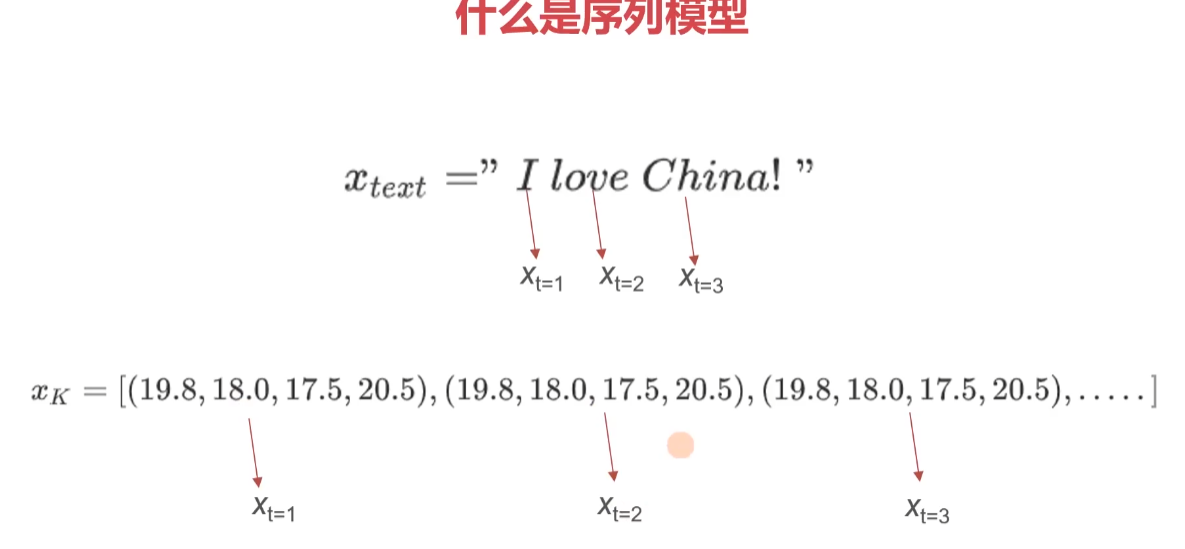 什么是序列模型
x_text =” I love China! ”
X_t=1 X_t=2 X_t=3
x_K = [(19.8, 18.0, 17.5, 20.5), (19.8, 18.0, 17.5, 20.5), (19.8, 18.0, 17.5, 20.5), . . . . . ]
X_t=1 X_t=2 X_t=3